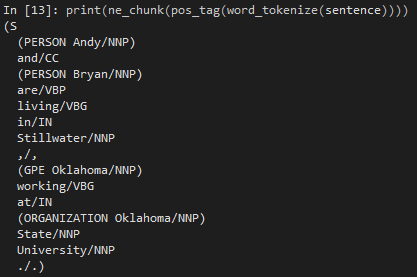 In [13]: print(ne_chunk(pos_tag(word_tokenize(sentence))))
(S
  (PERSON Andy/NNP)
  and/CC
  (PERSON Bryan/NNP)
  are/VBP
  living/VBG
  in/IN
  Stillwater/NNP
  ,/,
  (GPE Oklahoma/NNP)
  working/VBG
  at/IN
  (ORGANIZATION Oklahoma/NNP)
  State/NNP
  University/NNP
  ./.)